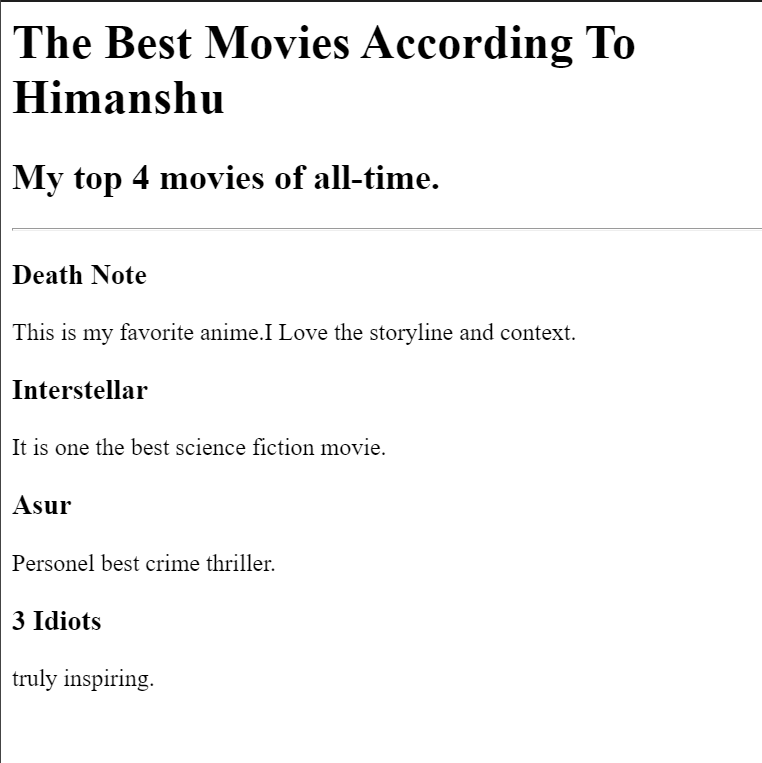 The Best Movies According To
Himanshu
My top 4 movies of all-time.
Death Note
This is my favorite anime.I Love the storyline and context.
Interstellar
It is one the best science fiction movie.
Asur
Personel best crime thriller.
3 Idiots
truly inspiring.